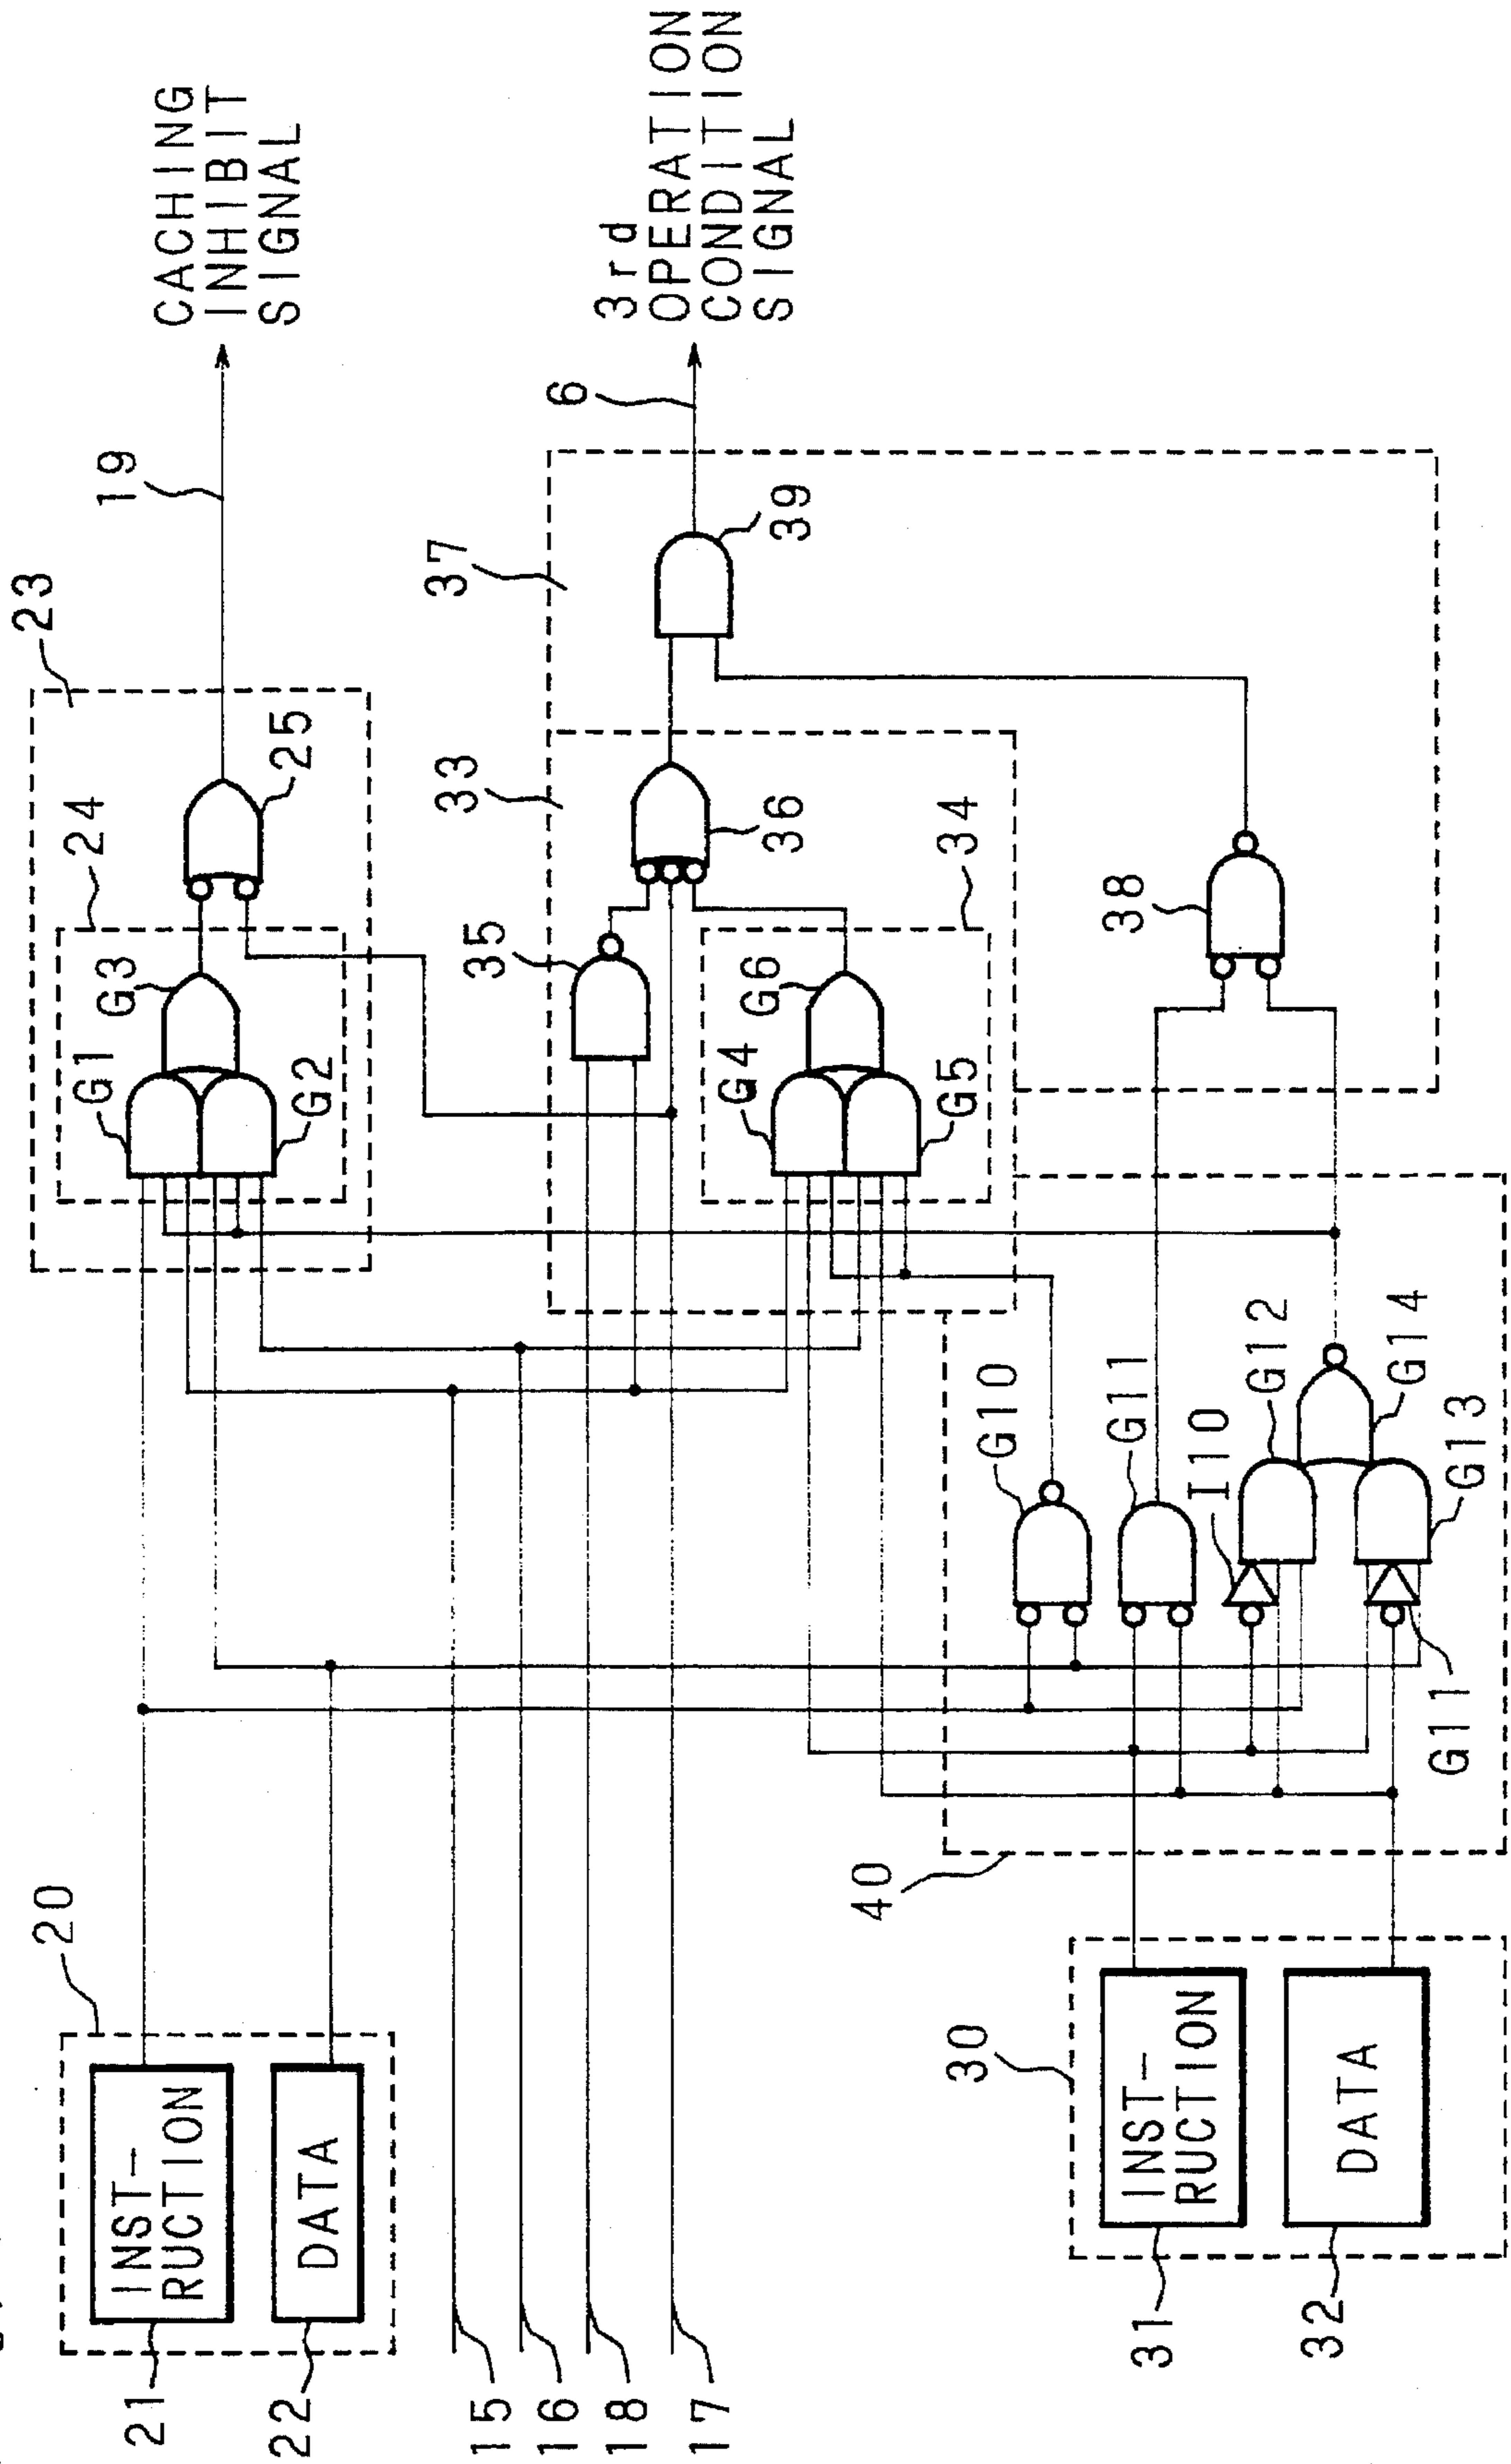 20
INST-
RUCTION
21
DATA
22
15
16
18
17
30
INST-
RUCTION
31
DATA
32
40
G10
G11
I10
G12
G14
G13
G111
23
24
G1
G3
G2
25
19
CACHING
INHIBIT
SIGNAL
33
35
36
34
G4
G6
G5
37
38
39
6
3rd
OPERATION
CONDITION
SIGNAL